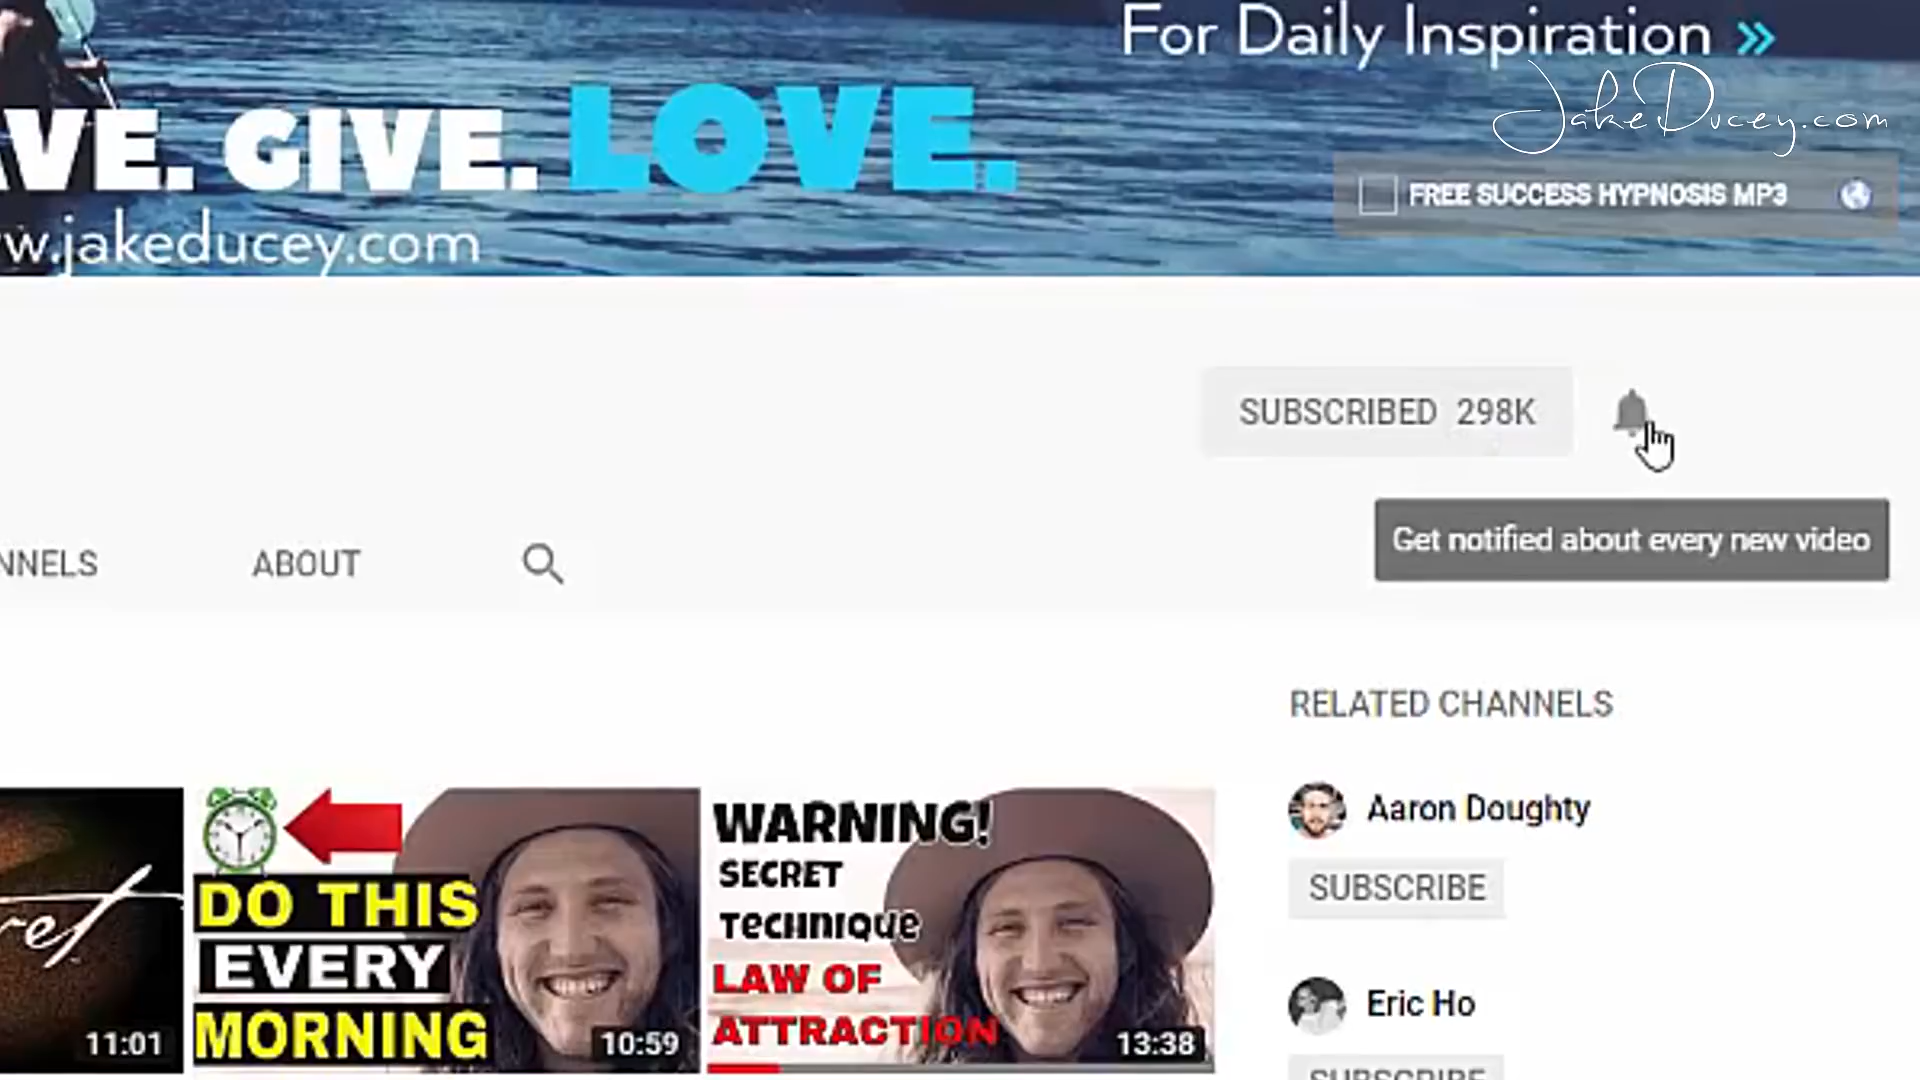 For Daily Inspiration »
JakeDucey.com
VE. GIVE. LOVE.
FREE SUCCESS HYPNOSIS MP3
w.jakeducey.com
SUBSCRIBED 298K
Get notified about every new video
NNELS
ABOUT
RELATED CHANNELS
Aaron Doughty
SUBSCRIBE
Eric Ho
SUBSCRIBE
ret
11:01
DO THIS
EVERY
MORNING
10:59
WARNING!
SECRET
TECHNIQUE
LAW OF
ATTRACTION
13:38